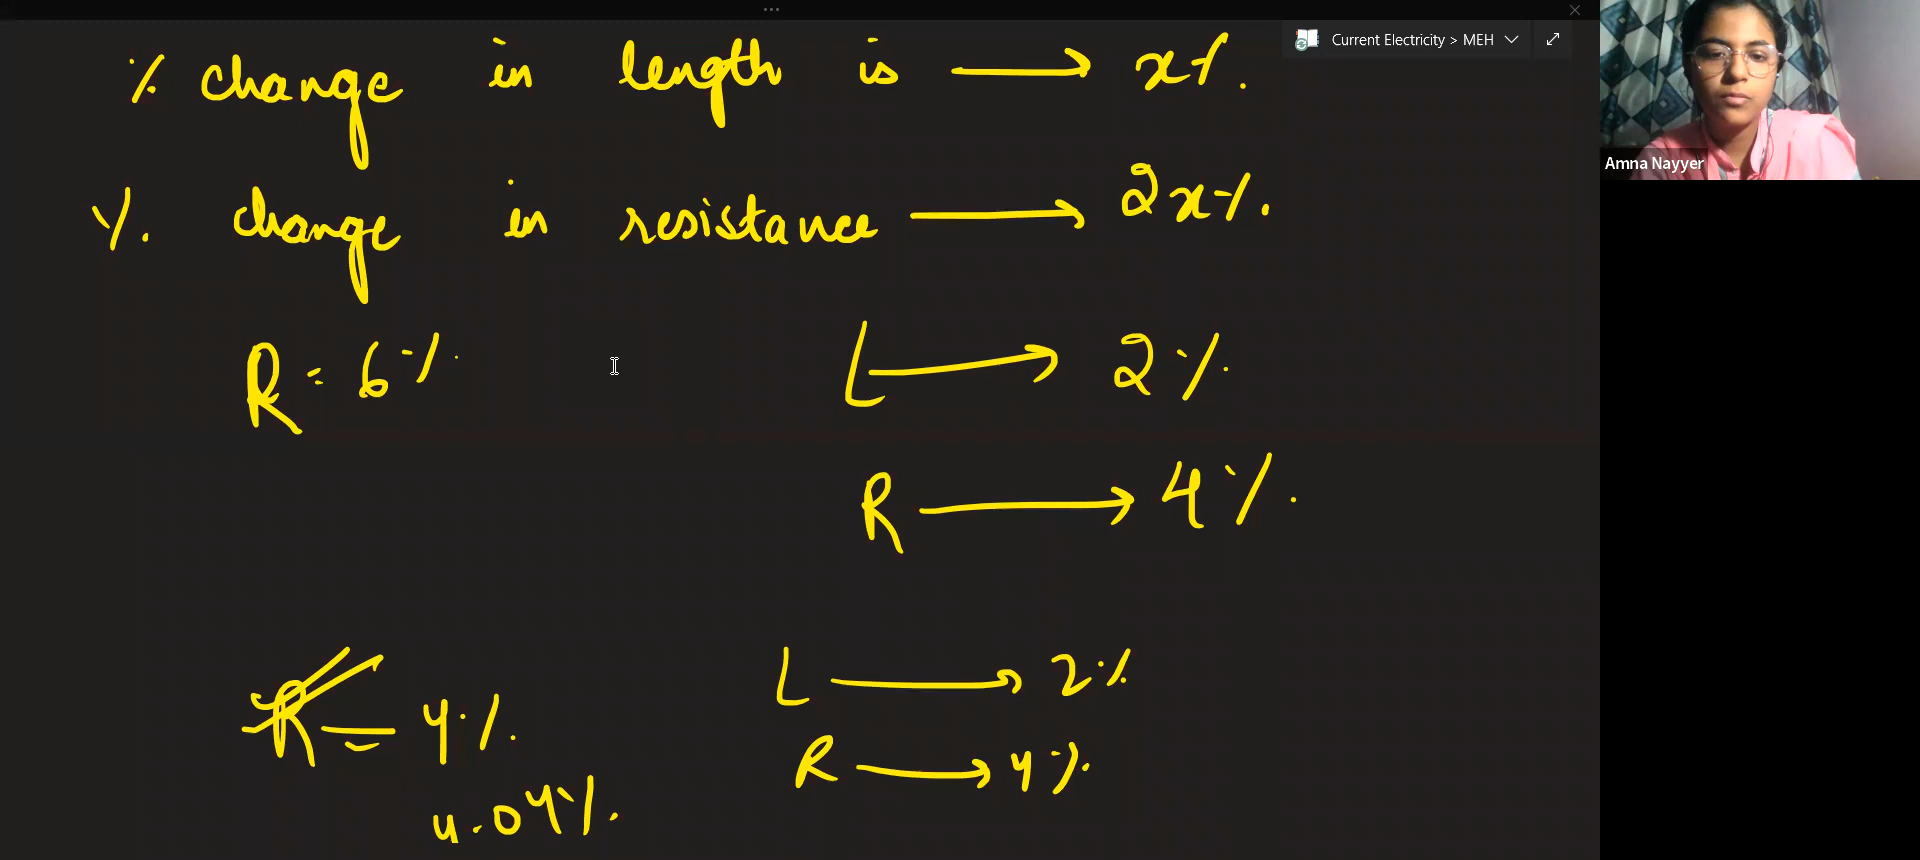 Current Electricity > MEH
Amna Nayyer
% change in length is → x%.
%. change in resistance → 2x%.
R = 6%.
L → 2%.
R → 4%.
L → 2%.
R = 4%.
R → 4%.
4.04%.